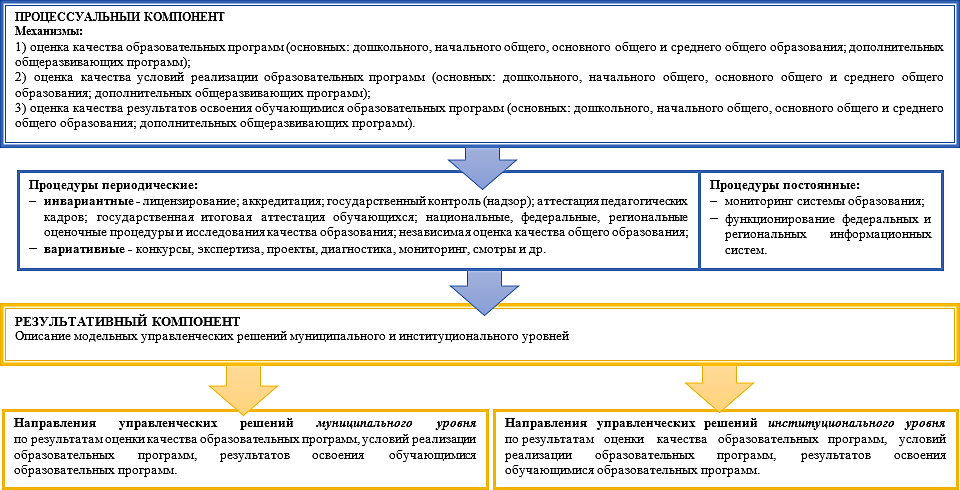 ПРОЦЕССУАЛЬНЫЙ КОМПОНЕНТ
Механизмы:
1) оценка качества образовательных программ (основных: дошкольного, начального общего, основного общего и среднего общего образования; дополнительных
общеразвивающих программ);
2) оценка качества условий реализации образовательных программ (основных: дошкольного, начального общего, основного общего и среднего общего
образования; дополнительных общеразвивающих программ);
3) оценка качества результатов освоения обучающимися образовательных программ (основных: дошкольного, начального общего, основного общего и среднего
общего образования; дополнительных общеразвивающих программ).
Процедуры периодические:
– инвариантные - лицензирование; аккредитация; государственный контроль (надзор); аттестация педагогических
кадров; государственная итоговая аттестация обучающихся; национальные, федеральные, региональные
оценочные процедуры и исследования качества образования; независимая оценка качества общего образования;
– вариативные - конкурсы, экспертиза, проекты, диагностика, мониторинг, смотры и др.
Процедуры постоянные:
– мониторинг системы образования;
– функционирование федеральных и
региональных информационных
систем.
РЕЗУЛЬТАТИВНЫЙ КОМПОНЕНТ
Описание модельных управленческих решений муниципального и институционального уровней
Направления управленческих решений муниципального уровня
по результатам оценки качества образовательных программ, условий реализации
образовательных программ, результатов освоения обучающимися
образовательных программ.
Направления управленческих решений институционального уровня
по результатам оценки качества образовательных программ, условий
реализации образовательных программ, результатов освоения
обучающимися образовательных программ.